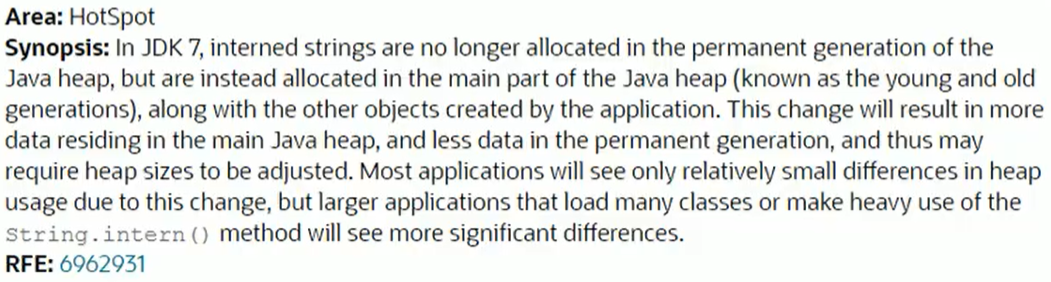 Area: HotSpot
Synopsis: In JDK 7, interned strings are no longer allocated in the permanent generation of the
Java heap, but are instead allocated in the main part of the Java heap (known as the young and old
generations), along with the other objects created by the application. This change will result in more
data residing in the main Java heap, and less data in the permanent generation, and thus may
require heap sizes to be adjusted. Most applications will see only relatively small differences in heap
usage due to this change, but larger applications that load many classes or make heavy use of the
String.intern() method will see more significant differences.
RFE: 6962931